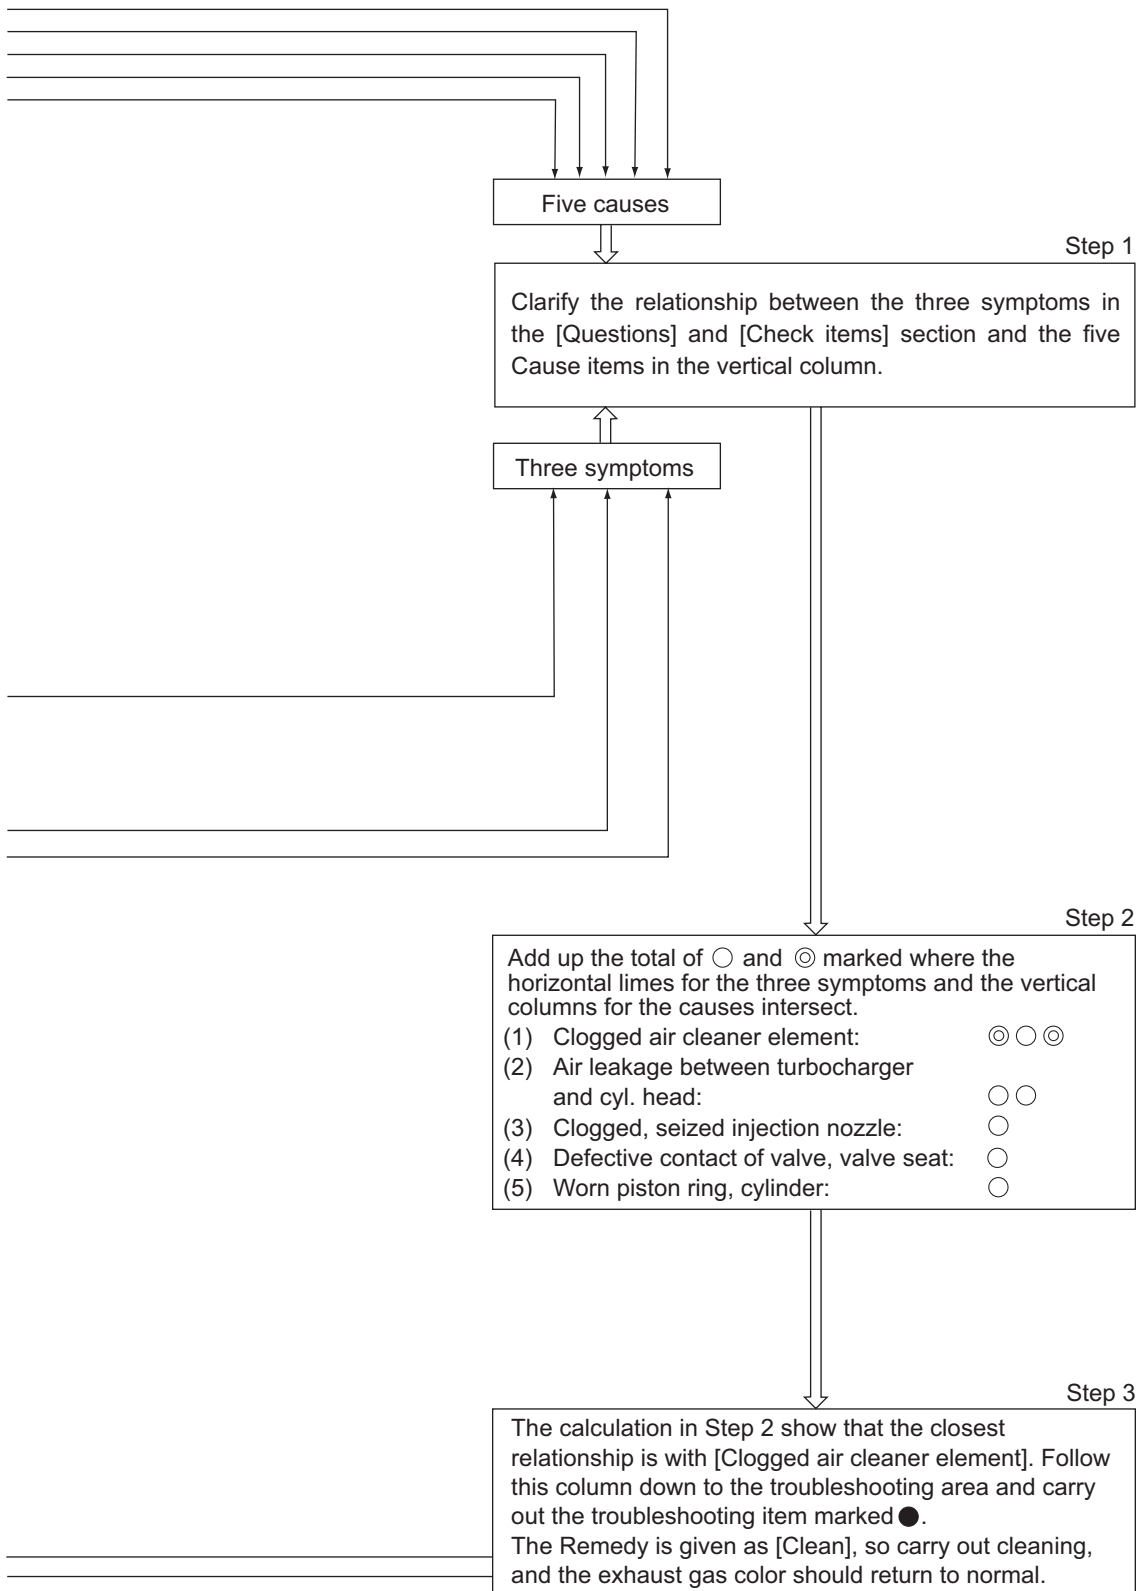 Five causes
Step 1
Clarify the relationship between the three symptoms in
the [Questions] and [Check items] section and the five
Cause items in the vertical column.
Three symptoms
Step 2
Add up the total of ○ and ◎ marked where the
horizontal limes for the three symptoms and the vertical
columns for the causes intersect.
(1) Clogged air cleaner element: ◎○◎
(2) Air leakage between turbocharger
and cyl. head: ○○
(3) Clogged, seized injection nozzle: ○
(4) Defective contact of valve, valve seat: ○
(5) Worn piston ring, cylinder: ○
Step 3
The calculation in Step 2 show that the closest
relationship is with [Clogged air cleaner element]. Follow
this column down to the troubleshooting area and carry
out the troubleshooting item marked ●.
The Remedy is given as [Clean], so carry out cleaning,
and the exhaust gas color should return to normal.